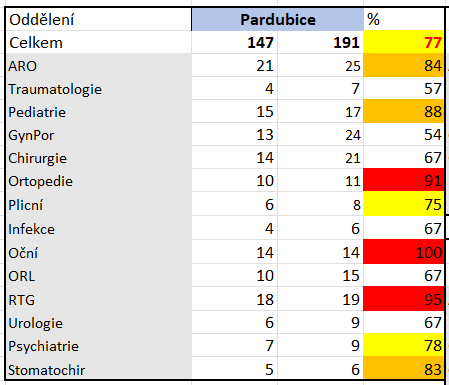 Oddělení Pardubice %
Celkem 147 191 77
ARO 21 25 84
Traumatologie 4 7 57
Pediatrie 15 17 88
GynPor 13 24 54
Chirurgie 14 21 67
Ortopedie 10 11 91
Plicní 6 8 75
Infekce 4 6 67
Oční 14 14 100
ORL 10 15 67
RTG 18 19 95
Urologie 6 9 67
Psychiatrie 7 9 78
Stomatochir 5 6 83